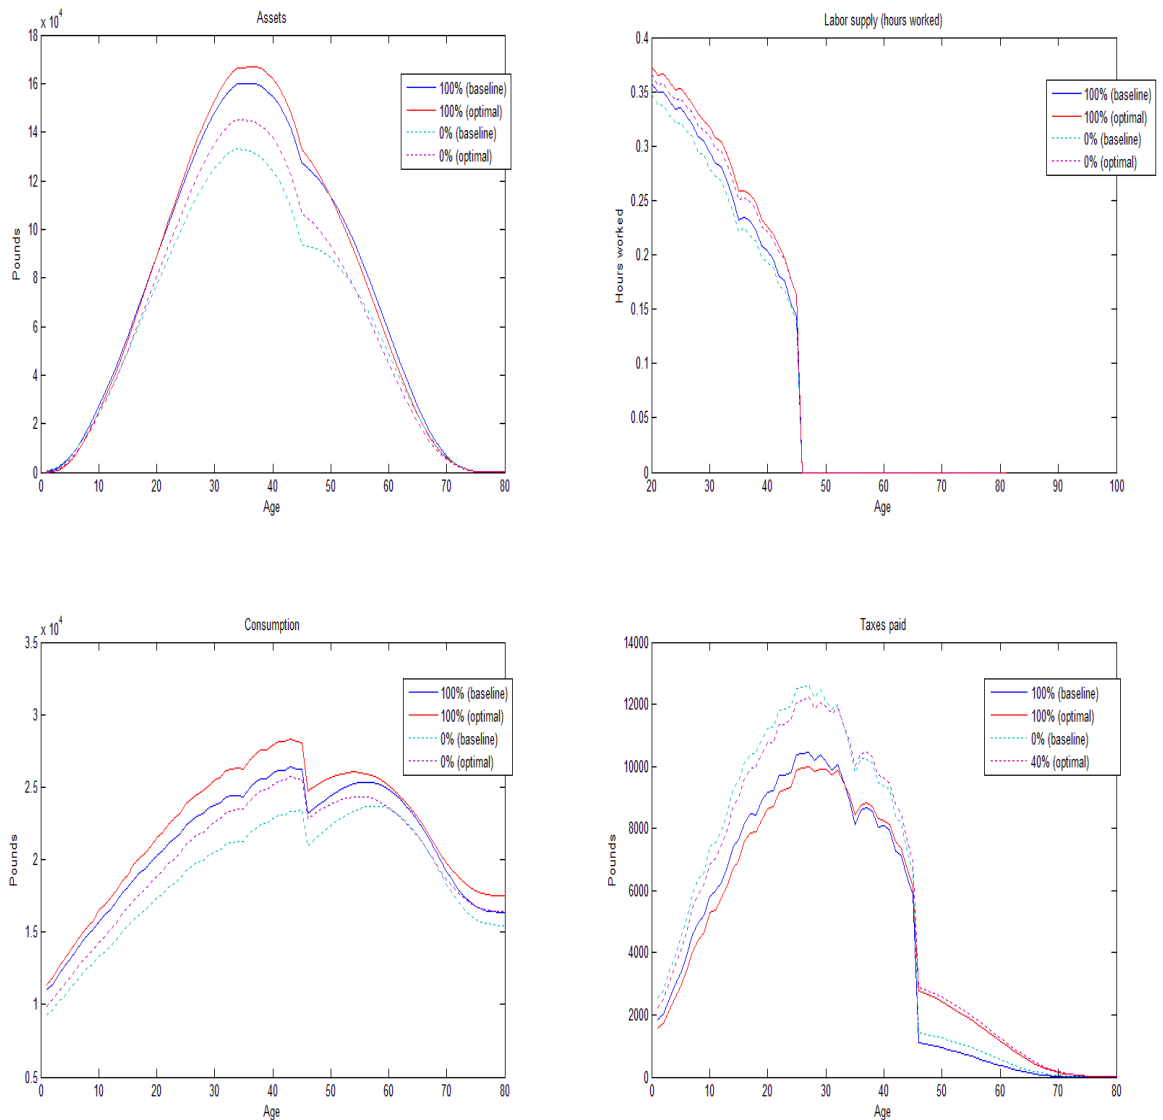 x 10^4
Assets
18
16
14
12
10
8
6
4
2
0
Pounds
0 10 20 30 40 50 60 70 80
Age
100% (baseline)
100% (optimal)
0% (baseline)
0% (optimal)
Labor supply (hours worked)
0.4
0.35
0.3
0.25
0.2
0.15
0.1
0.05
0
Hours worked
20 30 40 50 60 70 80 90 100
Age
100% (baseline)
100% (optimal)
0% (baseline)
0% (optimal)
x 10^4
Consumption
3.5
3
2.5
2
1.5
1
0.5
Pounds
0 10 20 30 40 50 60 70 80
Age
100% (baseline)
100% (optimal)
0% (baseline)
0% (optimal)
Taxes paid
14000
12000
10000
8000
6000
4000
2000
0
Pounds
0 10 20 30 40 50 60 70 80
Age
100% (baseline)
100% (optimal)
0% (baseline)
40% (optimal)